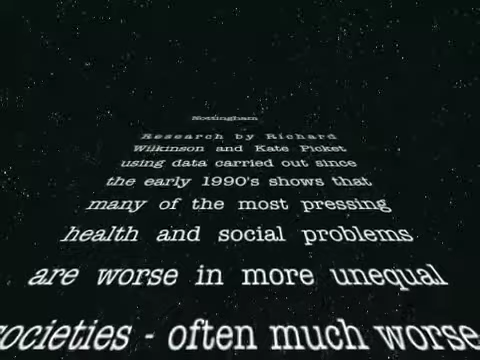 Nottingham
Research by Richard
Wilkinson and Kate Picket
using data carried out since
the early 1990's shows that
many of the most pressing
health and social problems
are worse in more unequal
societies - often much worse